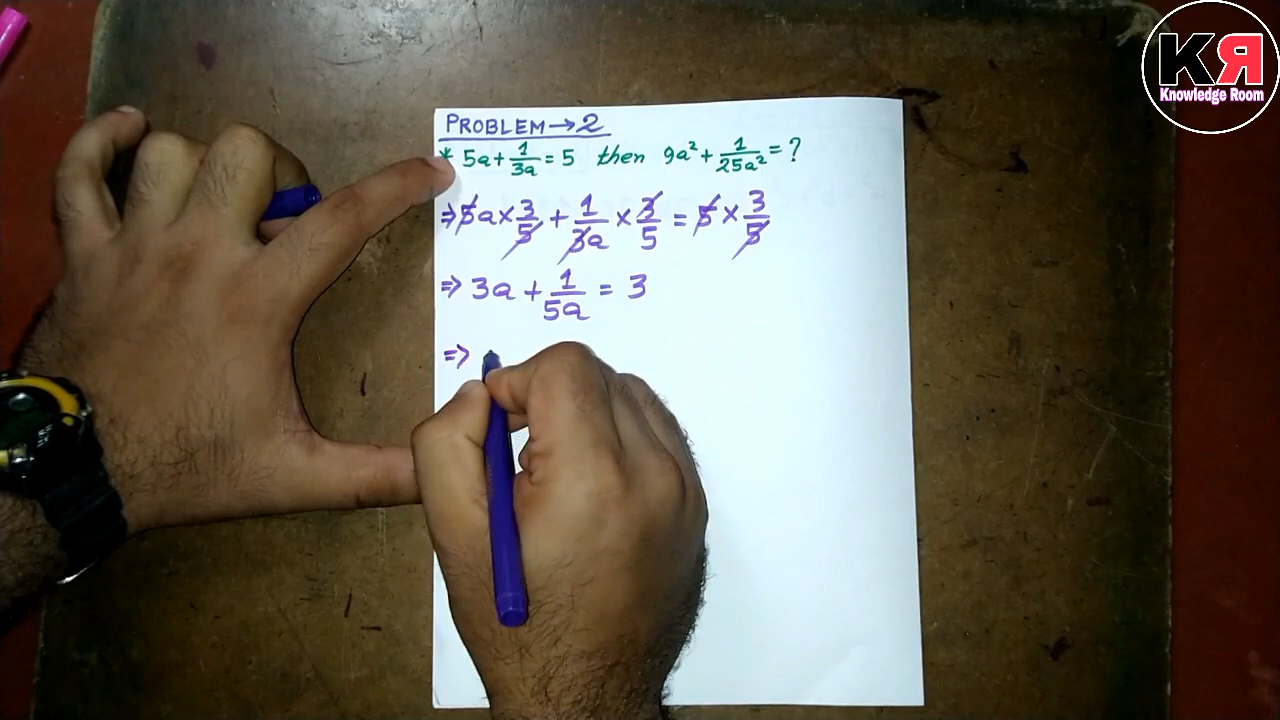 KЯ
Knowledge Room
PROBLEM→2
* 5a + 1/3a = 5 then 9a² + 1/25a² = ?
⇒ 5a × 3/5 + 1/3a × 3/5 = 5 × 3/5
⇒ 3a + 1/5a = 3
⇒